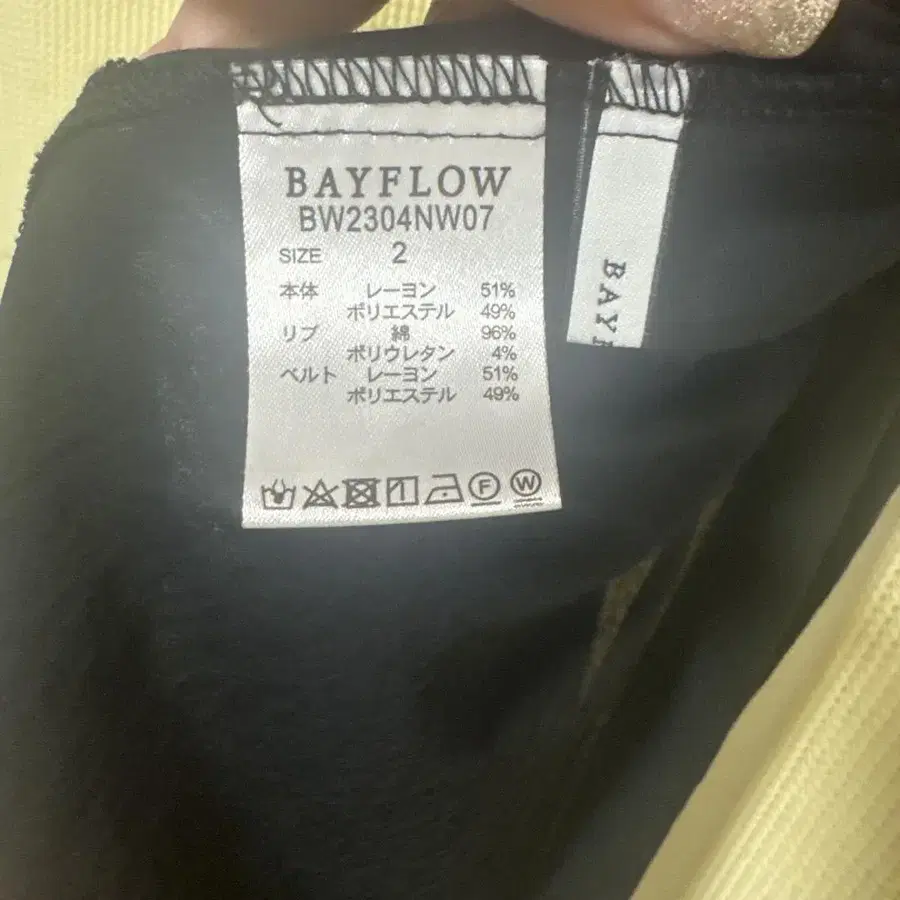 BAYFLOW
BW2304NW07
SIZE 2
本体 レーヨン 51%
ポリエステル 49%
リブ 綿 96%
ポリウレタン 4%
ベルト レーヨン 51%
ポリエステル 49%
F W
BAY